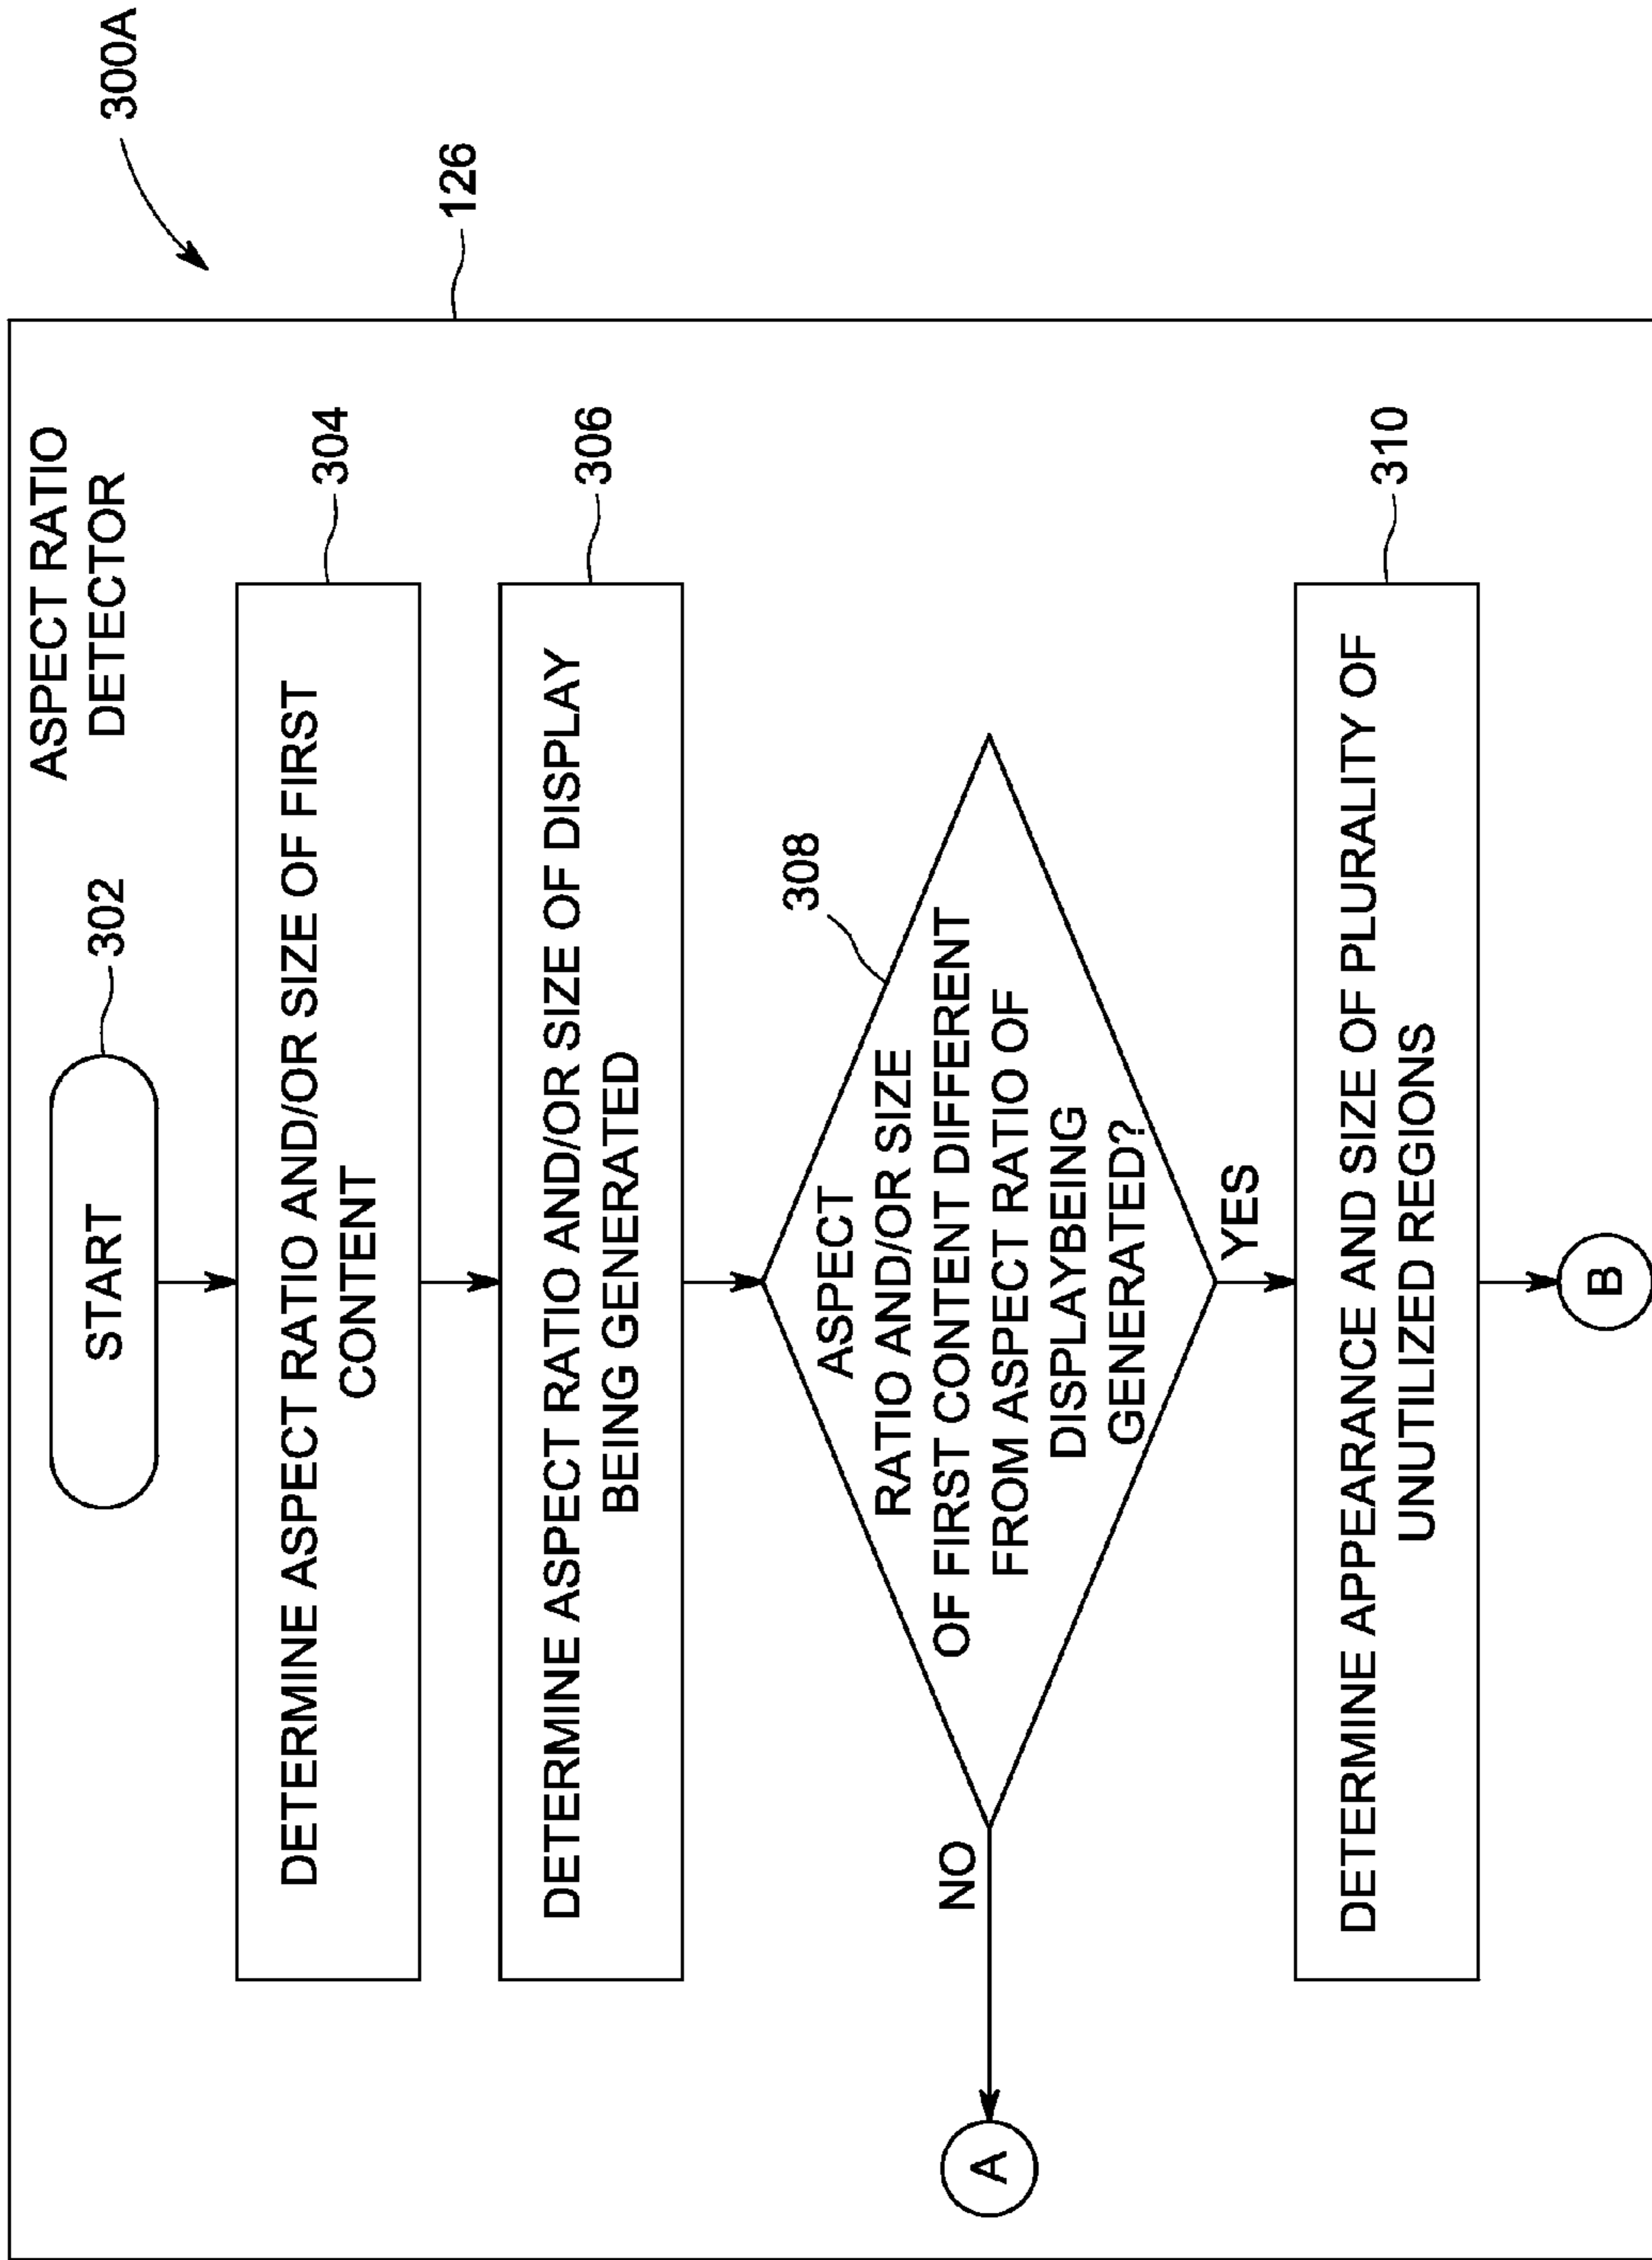 300A
126
ASPECT RATIO
DETECTOR
START
302
DETERMINE ASPECT RATIO AND/OR SIZE OF FIRST
CONTENT
304
DETERMINE ASPECT RATIO AND/OR SIZE OF DISPLAY
BEING GENERATED
306
ASPECT
RATIO AND/OR SIZE
OF FIRST CONTENT DIFFERENT
FROM ASPECT RATIO OF
DISPLAYBEING
GENERATED?
308
NO
A
YES
DETERMINE APPEARANCE AND SIZE OF PLURALITY OF
UNUTILIZED REGIONS
310
B